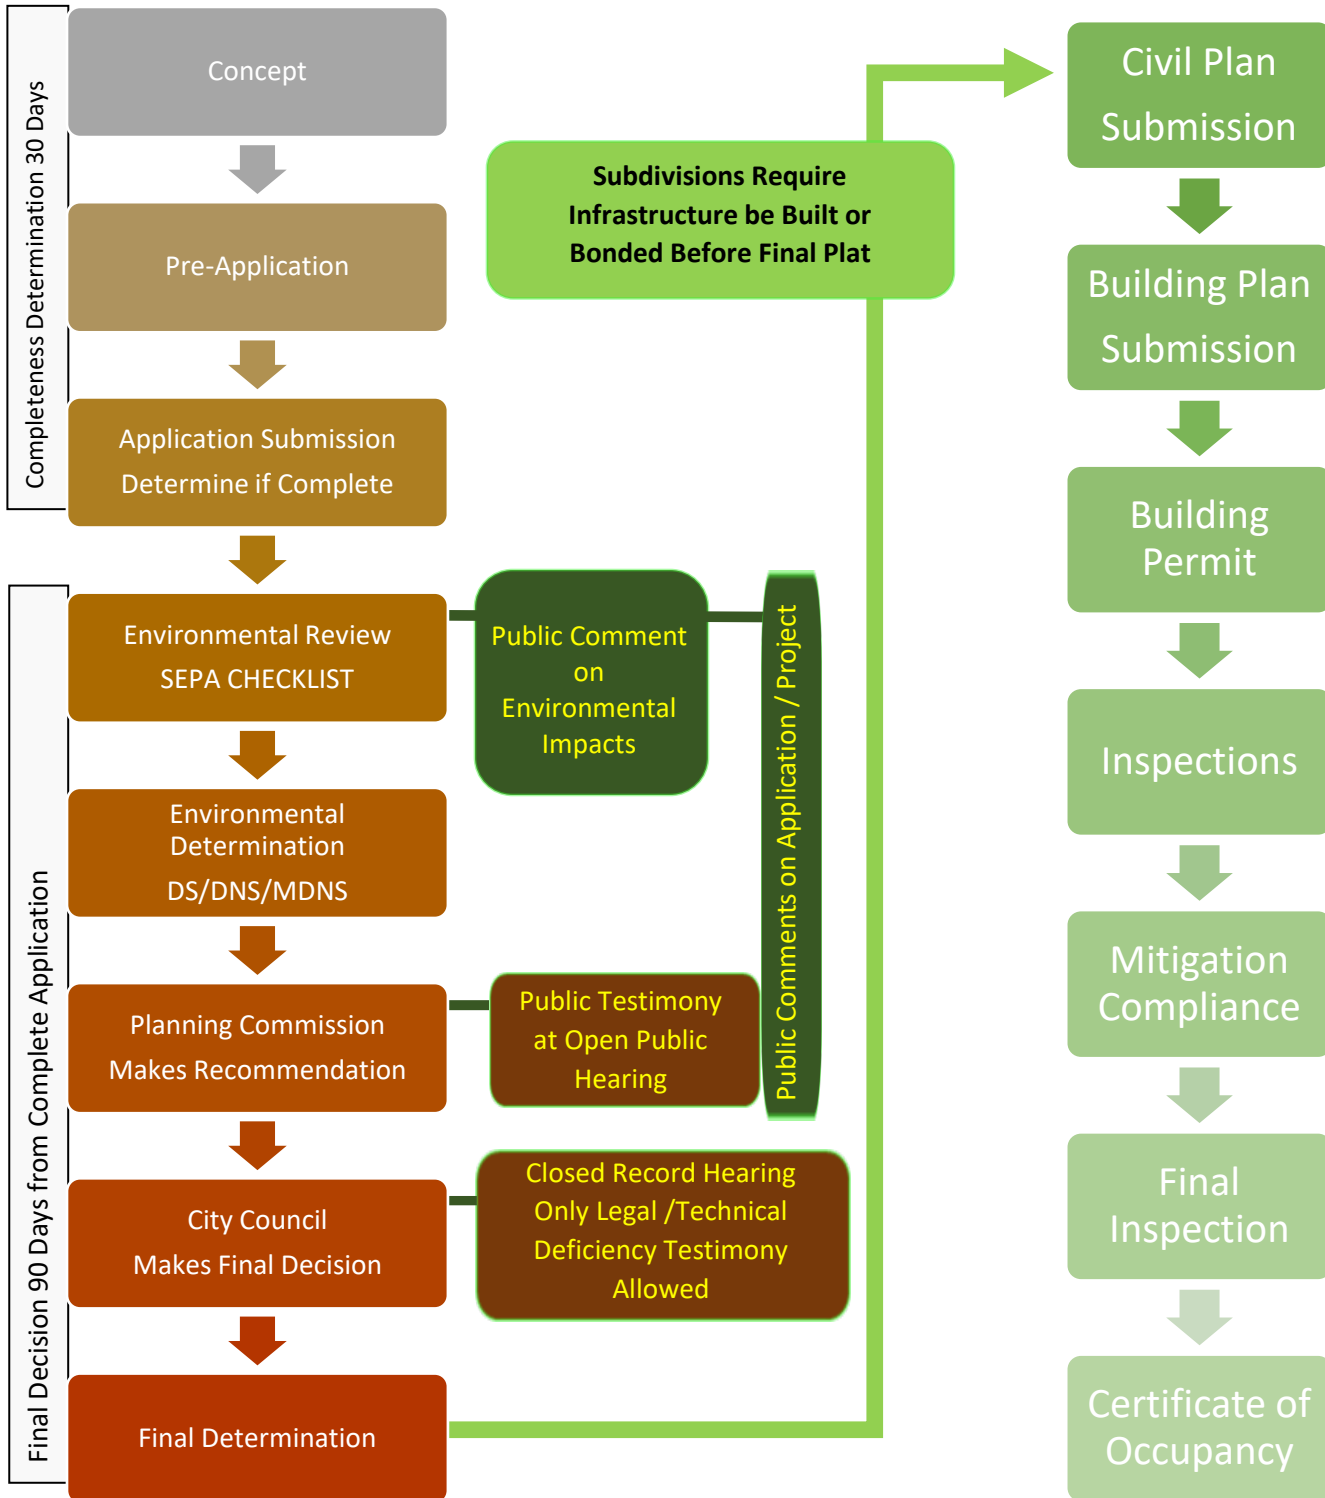 Completeness Determination 30 Days
Concept
Pre-Application
Application Submission
Determine if Complete
Final Decision 90 Days from Complete Application
Environmental Review
SEPA CHECKLIST
Public Comment
on
Environmental
Impacts
Public Comments on Application / Project
Environmental
Determination
DS/DNS/MDNS
Planning Commission
Makes Recommendation
Public Testimony
at Open Public
Hearing
City Council
Makes Final Decision
Closed Record Hearing
Only Legal /Technical
Deficiency Testimony
Allowed
Final Determination
Subdivisions Require
Infrastructure be Built or
Bonded Before Final Plat
Civil Plan
Submission
Building Plan
Submission
Building
Permit
Inspections
Mitigation
Compliance
Final
Inspection
Certificate of
Occupancy